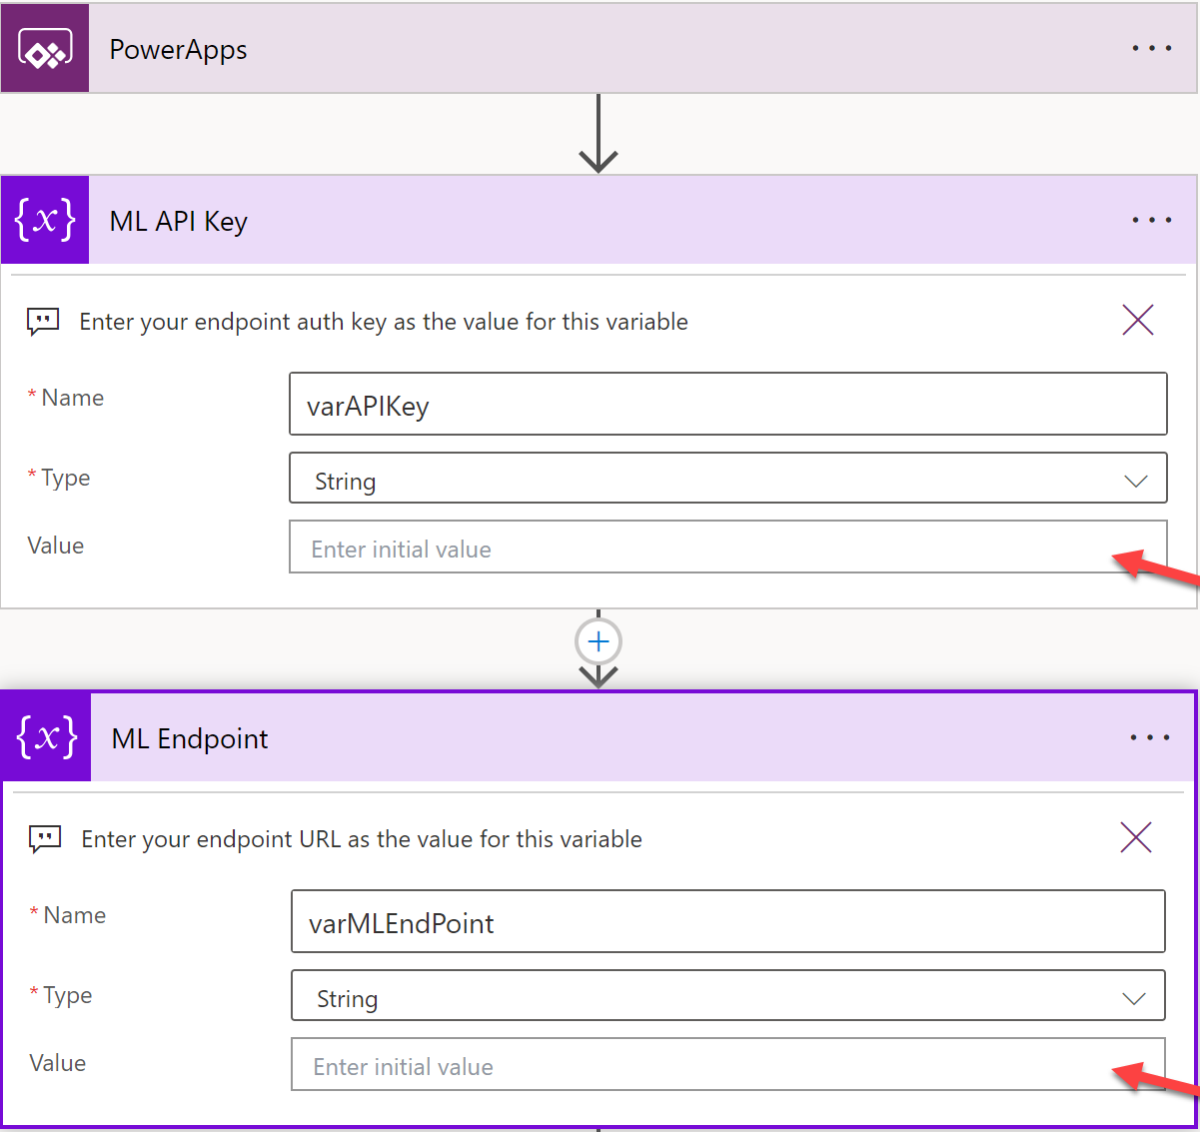 PowerApps
{x} ML API Key
Enter your endpoint auth key as the value for this variable
* Name varAPIKey
* Type String
Value Enter initial value
{x} ML Endpoint
Enter your endpoint URL as the value for this variable
* Name varMLEndPoint
* Type String
Value Enter initial value